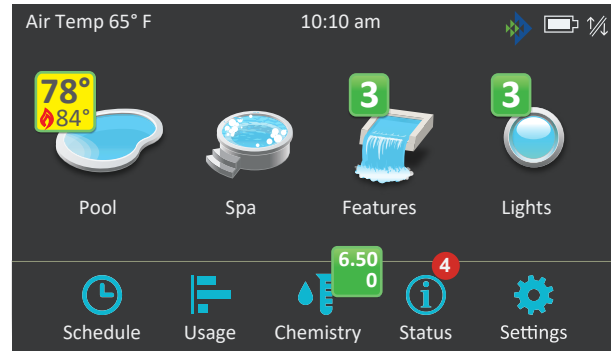 Air Temp 65° F
10:10 am
78°
84°
3
3
Pool
Spa
Features
Lights
6.50
0
4
Schedule
Usage
Chemistry
Status
Settings